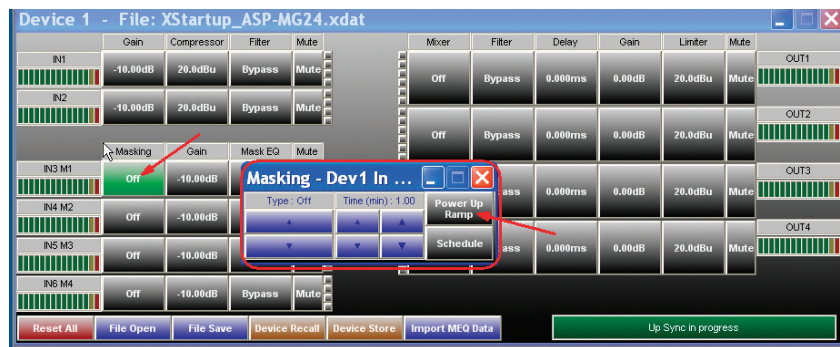 Device 1 - File: XStartup_ASP-MG24.xdat
Gain Compressor Filter Mute Mixer Filter Delay Gain Limiter Mute
IN1 -10.00dB 20.0dBu Bypass Mute Off Bypass 0.000ms 0.00dB 20.0dBu Mute OUT1
IN2 -10.00dB 20.0dBu Bypass Mute Off Bypass 0.000ms 0.00dB 20.0dBu Mute OUT2
Masking Gain Mask EQ Mute
IN3 M1 Off -10.00dB ass 0.000ms 0.00dB 20.0dBu Mute OUT3
IN4 M2 Off -10.00dB ass 0.000ms 0.00dB 20.0dBu Mute OUT4
IN5 M3 Off -10.00dB
IN6 M4 Off -10.00dB Bypass Mute
Masking - Dev1 In ...
Type : Off Time (min) : 1.00 Power Up
Ramp
Schedule
Reset All File Open File Save Device Recall Device Store Import MEQ Data Up Sync in progress